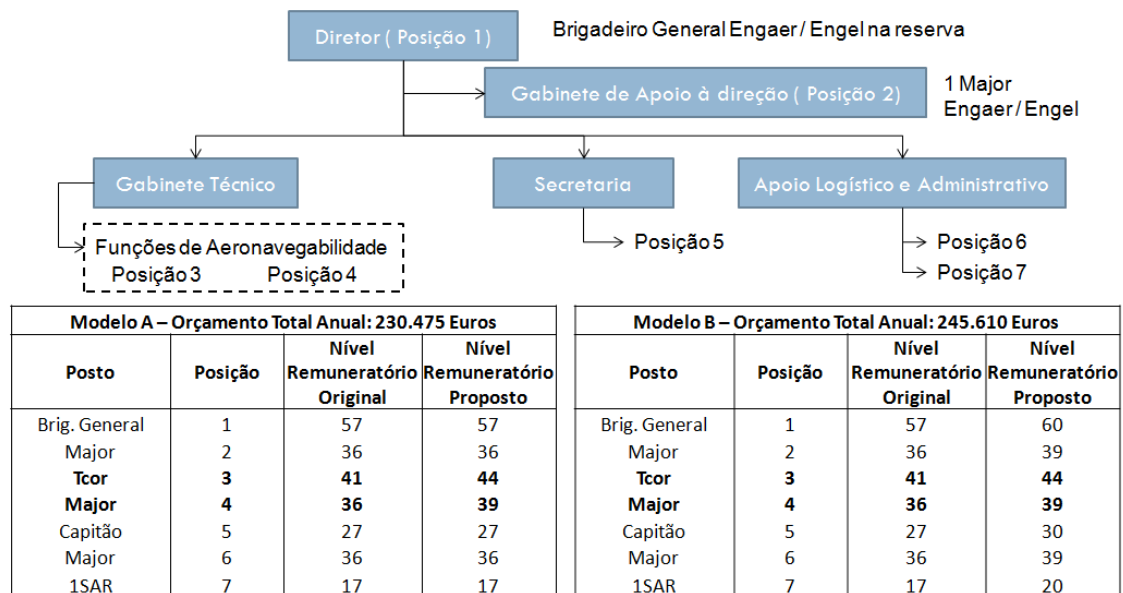 Diretor ( Posição 1)
Brigadeiro General Engaer / Engel na reserva
Gabinete de Apoio à direção ( Posição 2)
1 Major
Engaer / Engel
Gabinete Técnico
Secretaria
Apoio Logístico e Administrativo
Funções de Aeronavegabilidade
Posição 3 Posição 4
Posição 5
Posição 6
Posição 7
Modelo A – Orçamento Total Anual: 230.475 Euros
Posto Posição Nível Remuneratório Original Nível Remuneratório Proposto
Brig. General 1 57 57
Major 2 36 36
Tcor 3 41 44
Major 4 36 39
Capitão 5 27 27
Major 6 36 36
1SAR 7 17 17
Modelo B – Orçamento Total Anual: 245.610 Euros
Posto Posição Nível Remuneratório Original Nível Remuneratório Proposto
Brig. General 1 57 60
Major 2 36 39
Tcor 3 41 44
Major 4 36 39
Capitão 5 27 30
Major 6 36 39
1SAR 7 17 20